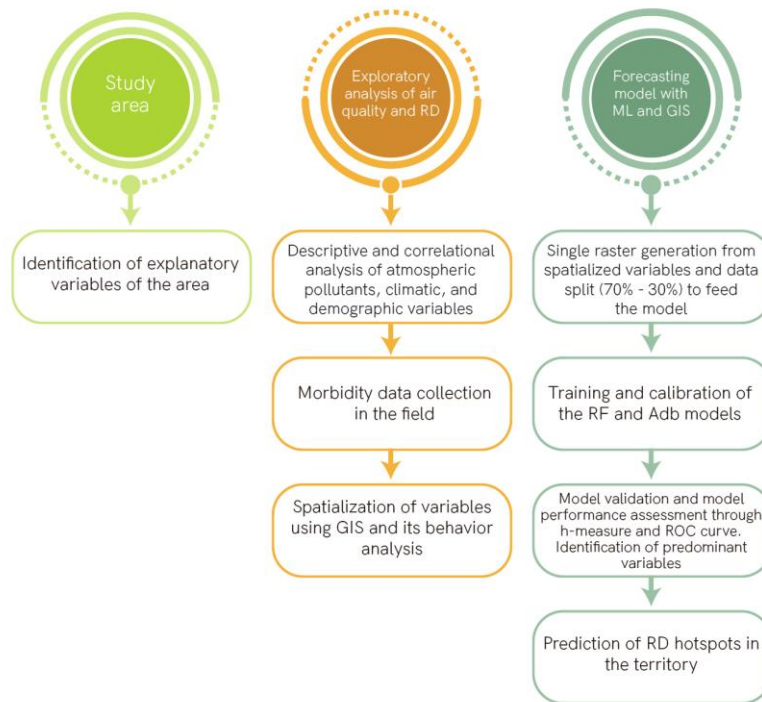 Study
area
Identification of explanatory
variables of the area
Exploratory
analysis of air
quality and RD
Descriptive and correlational
analysis of atmospheric
pollutants, climatic, and
demographic variables
Morbidity data collection
in the field
Spatialization of variables
using GIS and its behavior
analysis
Forecasting
model with
ML and GIS
Single raster generation from
spatialized variables and data
split (70% - 30%) to feed
the model
Training and calibration of
the RF and Adb models
Model validation and model
performance assessment through
h-measure and ROC curve.
Identification of predominant
variables
Prediction of RD hotspots in
the territory